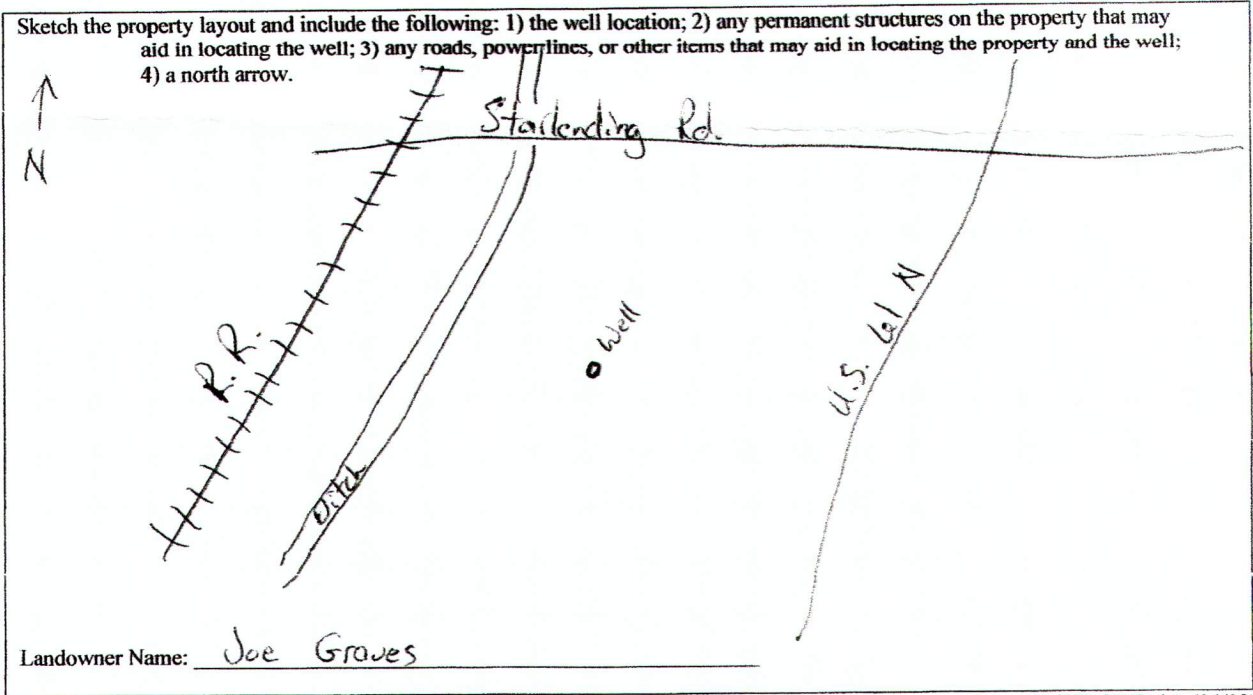 Sketch the property layout and include the following: 1) the well location; 2) any permanent structures on the property that may
aid in locating the well; 3) any roads, powerlines, or other items that may aid in locating the property and the well;
4) a north arrow.
N
Rd.
R.R.
Well
U.S. 61 N
Ditch
Landowner Name: Joe Graves